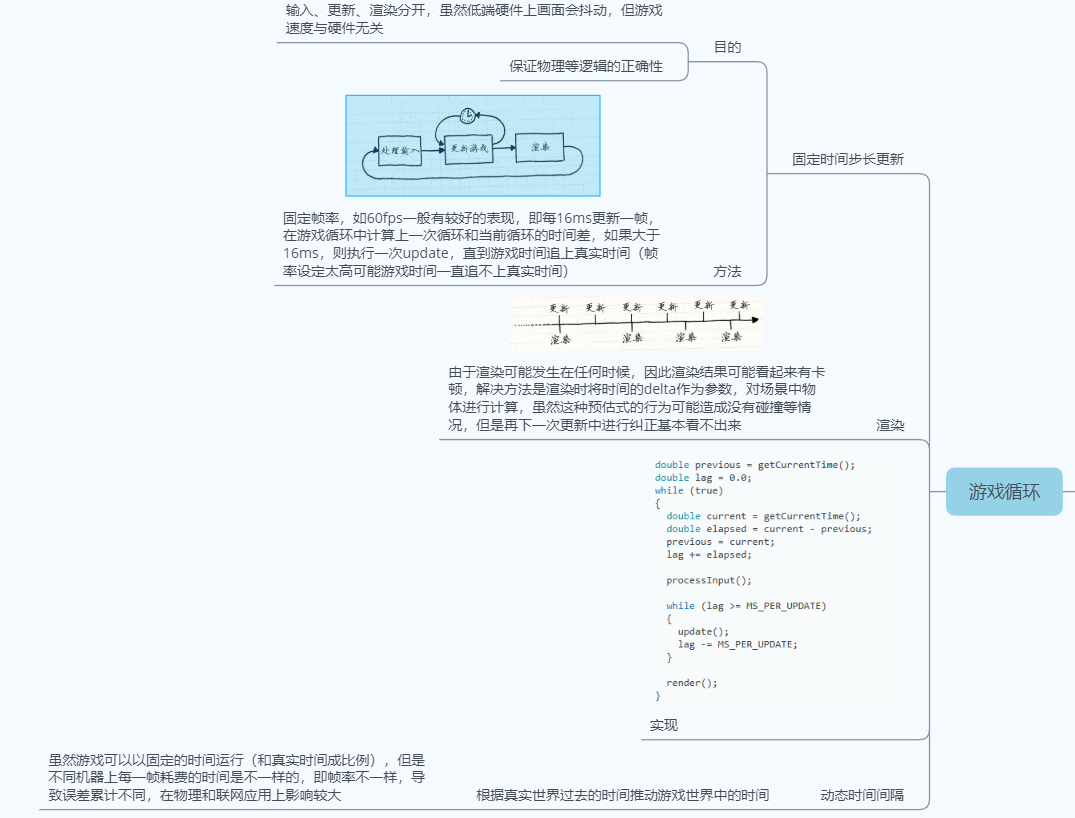 输入、更新、渲染分开，虽然低端硬件上画面会抖动，但游戏
速度与硬件无关
目的
保证物理等逻辑的正确性
处理输入
更新游戏
渲染
固定时间步长更新
固定帧率，如60fps一般有较好的表现，即每16ms更新一帧，
在游戏循环中计算上一次循环和当前循环的时间差，如果大于
16ms，则执行一次update，直到游戏时间追上真实时间（帧
率设定太高可能游戏时间一直追不上真实时间）
方法
更新 更新 更新 更新 更新 更新
渲染 渲染 渲染 渲染
由于渲染可能发生在任何时候，因此渲染结果可能看起来有卡
顿，解决方法是渲染时将时间的delta作为参数，对场景中物
体进行计算，虽然这种预估式的行为可能造成没有碰撞等情
况，但是再下一次更新中进行纠正基本看不出来
渲染
double previous = getCurrentTime();
double lag = 0.0;
while (true)
{
  double current = getCurrentTime();
  double elapsed = current - previous;
  previous = current;
  lag += elapsed;
  processInput();
  while (lag >= MS_PER_UPDATE)
  {
    update();
    lag -= MS_PER_UPDATE;
  }
  render();
}
实现
游戏循环
虽然游戏可以以固定的时间运行（和真实时间成比例），但是
不同机器上每一帧耗费的时间是不一样的，即帧率不一样，导
致误差累计不同，在物理和联网应用上影响较大
根据真实世界过去的时间推动游戏世界中的时间
动态时间间隔